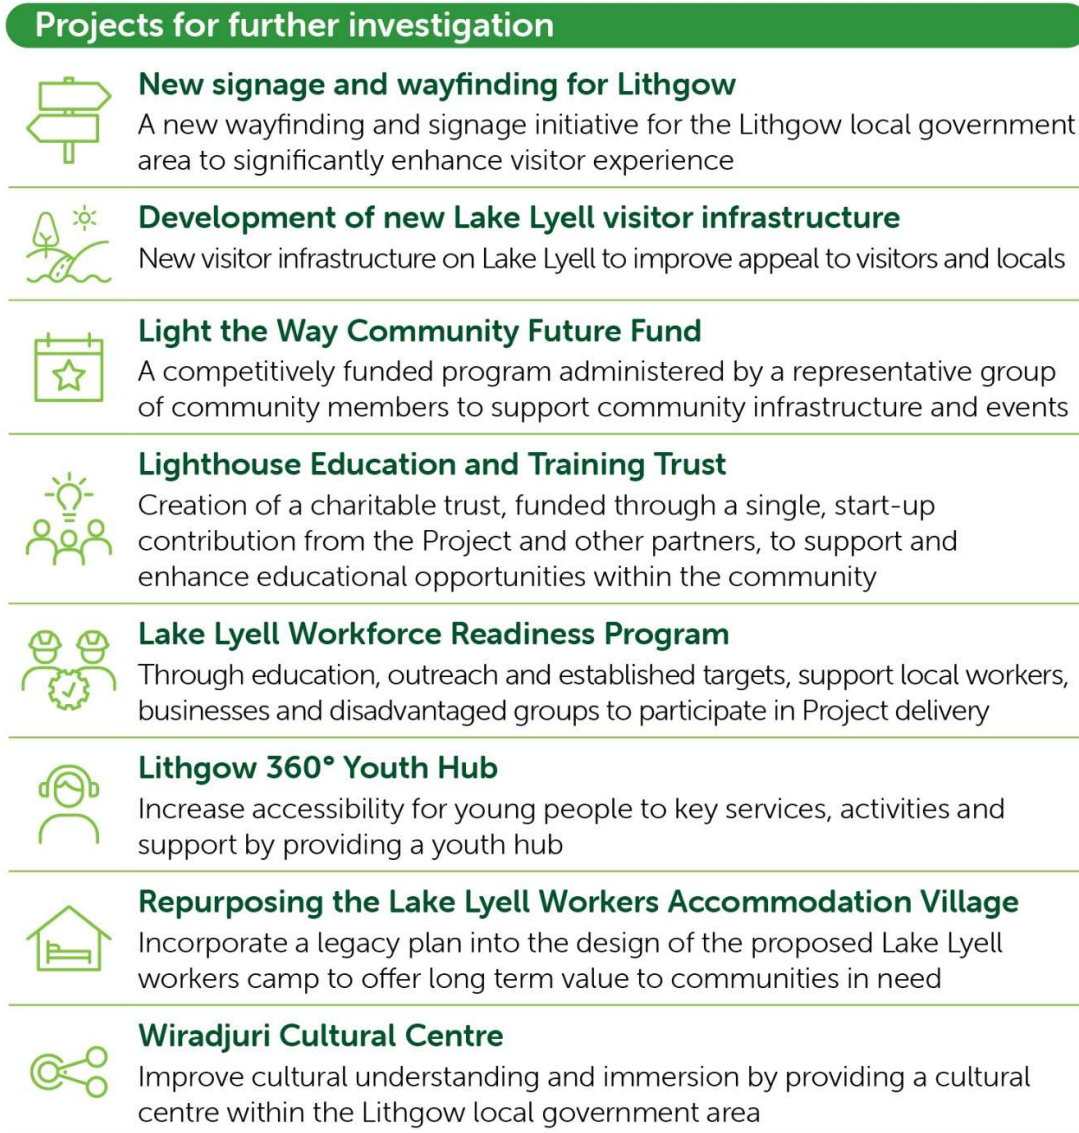 Projects for further investigation
New signage and wayfinding for Lithgow
A new wayfinding and signage initiative for the Lithgow local government
area to significantly enhance visitor experience
Development of new Lake Lyell visitor infrastructure
New visitor infrastructure on Lake Lyell to improve appeal to visitors and locals
Light the Way Community Future Fund
A competitively funded program administered by a representative group
of community members to support community infrastructure and events
Lighthouse Education and Training Trust
Creation of a charitable trust, funded through a single, start-up
contribution from the Project and other partners, to support and
enhance educational opportunities within the community
Lake Lyell Workforce Readiness Program
Through education, outreach and established targets, support local workers,
businesses and disadvantaged groups to participate in Project delivery
Lithgow 360° Youth Hub
Increase accessibility for young people to key services, activities and
support by providing a youth hub
Repurposing the Lake Lyell Workers Accommodation Village
Incorporate a legacy plan into the design of the proposed Lake Lyell
workers camp to offer long term value to communities in need
Wiradjuri Cultural Centre
Improve cultural understanding and immersion by providing a cultural
centre within the Lithgow local government area